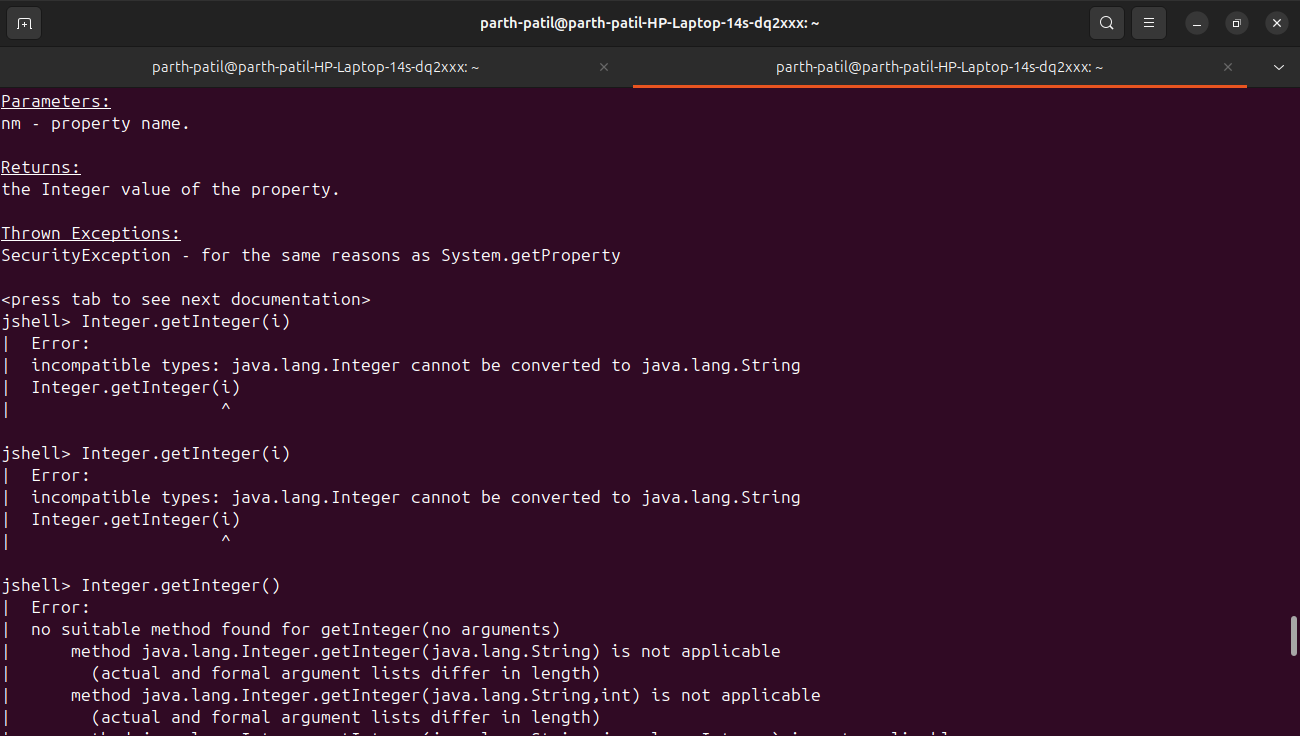 parth-patil@parth-patil-HP-Laptop-14s-dq2xxx: ~
parth-patil@parth-patil-HP-Laptop-14s-dq2xxx: ~
parth-patil@parth-patil-HP-Laptop-14s-dq2xxx: ~
Parameters:
nm - property name.
Returns:
the Integer value of the property.
Thrown Exceptions:
SecurityException - for the same reasons as System.getProperty
<press tab to see next documentation>
jshell> Integer.getInteger(i)
|  Error:
|  incompatible types: java.lang.Integer cannot be converted to java.lang.String
|  Integer.getInteger(i)
|                     ^
jshell> Integer.getInteger(i)
|  Error:
|  incompatible types: java.lang.Integer cannot be converted to java.lang.String
|  Integer.getInteger(i)
|                     ^
jshell> Integer.getInteger()
|  Error:
|  no suitable method found for getInteger(no arguments)
|      method java.lang.Integer.getInteger(java.lang.String) is not applicable
|        (actual and formal argument lists differ in length)
|      method java.lang.Integer.getInteger(java.lang.String,int) is not applicable
|        (actual and formal argument lists differ in length)